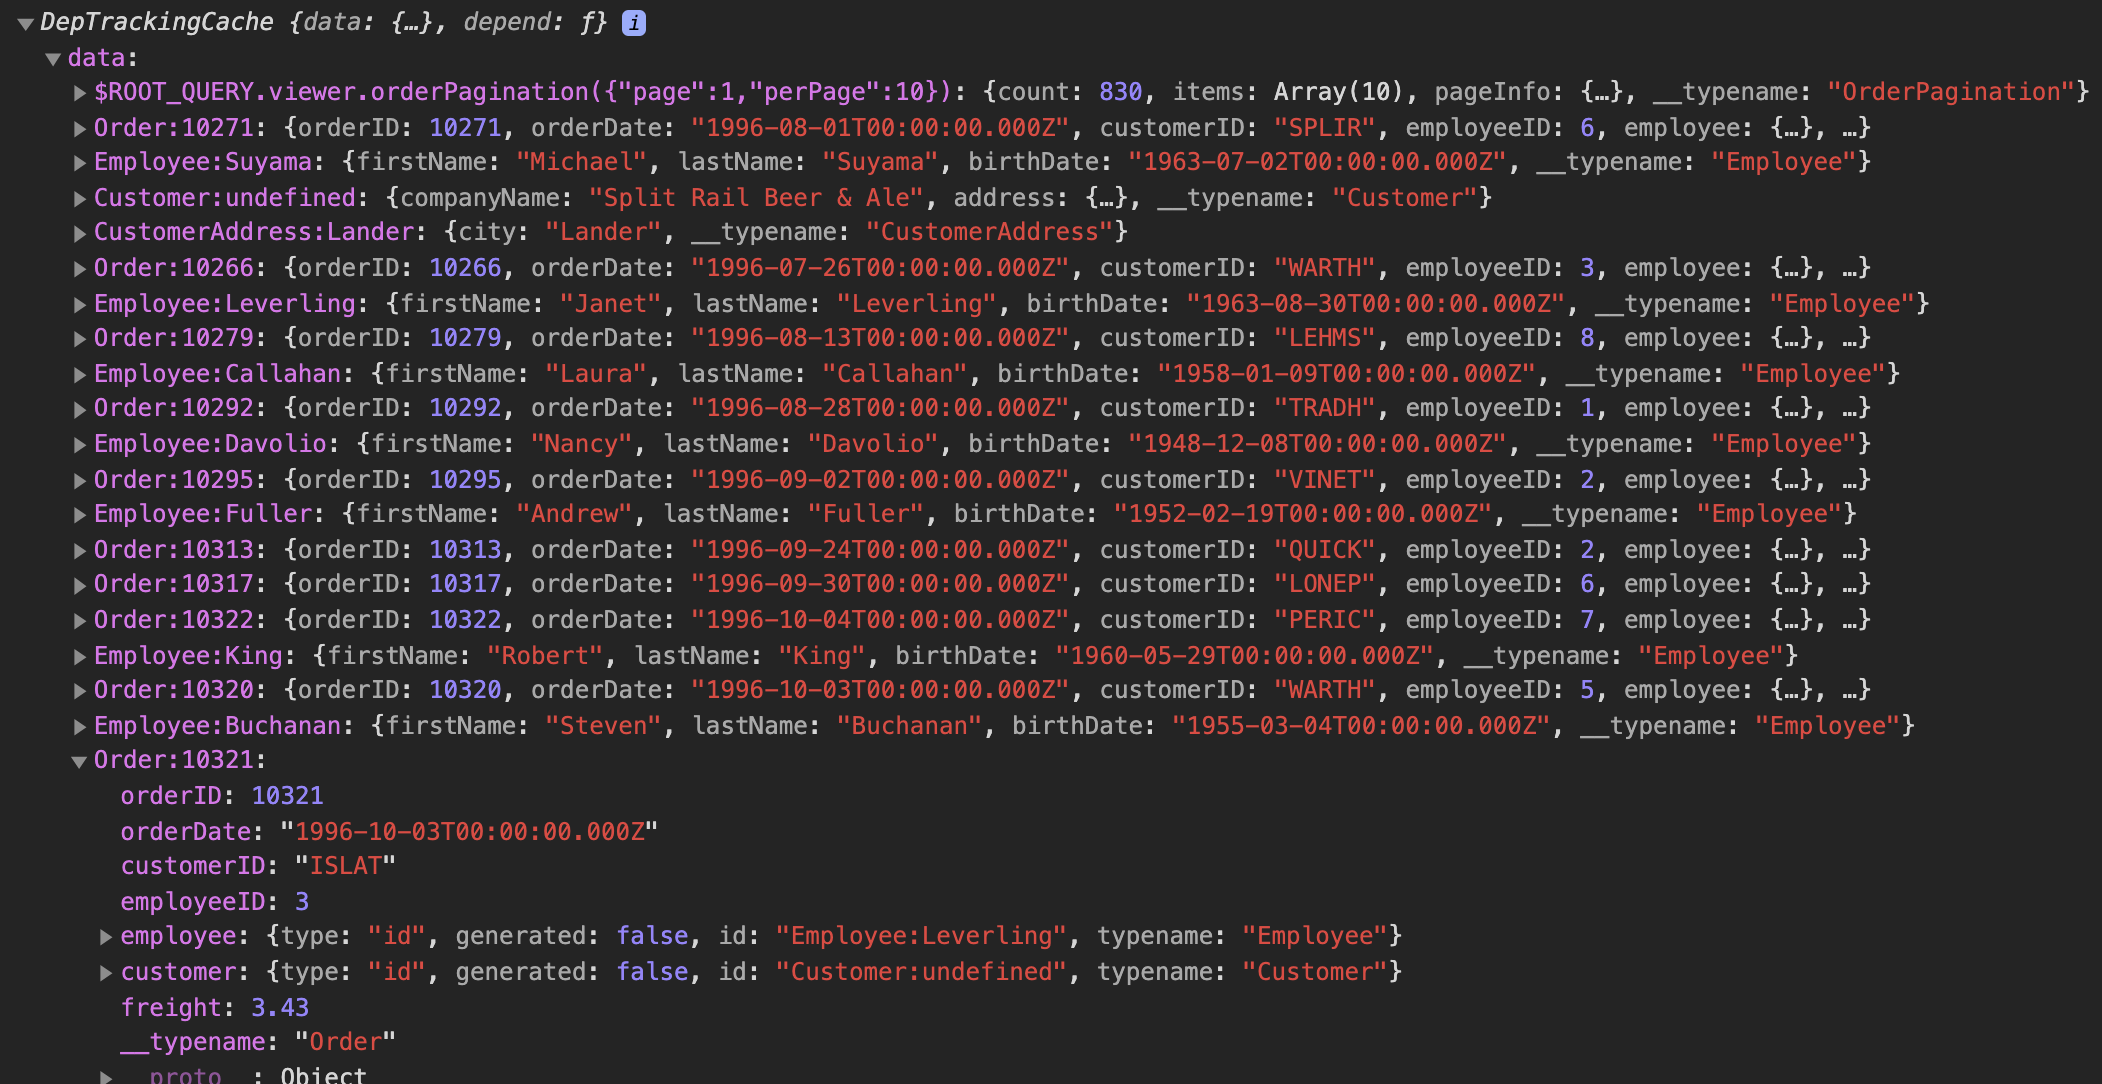 DepTrackingCache {data: {…}, depend: ƒ} i
data:
$ROOT_QUERY.viewer.orderPagination({"page":1,"perPage":10}): {count: 830, items: Array(10), pageInfo: {…}, __typename: "OrderPagination"}
Order:10271: {orderID: 10271, orderDate: "1996-08-01T00:00:00.000Z", customerID: "SPLIR", employeeID: 6, employee: {…}, …}
Employee:Suyama: {firstName: "Michael", lastName: "Suyama", birthDate: "1963-07-02T00:00:00.000Z", __typename: "Employee"}
Customer:undefined: {companyName: "Split Rail Beer & Ale", address: {…}, __typename: "Customer"}
CustomerAddress:Lander: {city: "Lander", __typename: "CustomerAddress"}
Order:10266: {orderID: 10266, orderDate: "1996-07-26T00:00:00.000Z", customerID: "WARTH", employeeID: 3, employee: {…}, …}
Employee:Leverling: {firstName: "Janet", lastName: "Leverling", birthDate: "1963-08-30T00:00:00.000Z", __typename: "Employee"}
Order:10279: {orderID: 10279, orderDate: "1996-08-13T00:00:00.000Z", customerID: "LEHMS", employeeID: 8, employee: {…}, …}
Employee:Callahan: {firstName: "Laura", lastName: "Callahan", birthDate: "1958-01-09T00:00:00.000Z", __typename: "Employee"}
Order:10292: {orderID: 10292, orderDate: "1996-08-28T00:00:00.000Z", customerID: "TRADH", employeeID: 1, employee: {…}, …}
Employee:Davolio: {firstName: "Nancy", lastName: "Davolio", birthDate: "1948-12-08T00:00:00.000Z", __typename: "Employee"}
Order:10295: {orderID: 10295, orderDate: "1996-09-02T00:00:00.000Z", customerID: "VINET", employeeID: 2, employee: {…}, …}
Employee:Fuller: {firstName: "Andrew", lastName: "Fuller", birthDate: "1952-02-19T00:00:00.000Z", __typename: "Employee"}
Order:10313: {orderID: 10313, orderDate: "1996-09-24T00:00:00.000Z", customerID: "QUICK", employeeID: 2, employee: {…}, …}
Order:10317: {orderID: 10317, orderDate: "1996-09-30T00:00:00.000Z", customerID: "LONEP", employeeID: 6, employee: {…}, …}
Order:10322: {orderID: 10322, orderDate: "1996-10-04T00:00:00.000Z", customerID: "PERIC", employeeID: 7, employee: {…}, …}
Employee:King: {firstName: "Robert", lastName: "King", birthDate: "1960-05-29T00:00:00.000Z", __typename: "Employee"}
Order:10320: {orderID: 10320, orderDate: "1996-10-03T00:00:00.000Z", customerID: "WARTH", employeeID: 5, employee: {…}, …}
Employee:Buchanan: {firstName: "Steven", lastName: "Buchanan", birthDate: "1955-03-04T00:00:00.000Z", __typename: "Employee"}
Order:10321:
orderID: 10321
orderDate: "1996-10-03T00:00:00.000Z"
customerID: "ISLAT"
employeeID: 3
employee: {type: "id", generated: false, id: "Employee:Leverling", typename: "Employee"}
customer: {type: "id", generated: false, id: "Customer:undefined", typename: "Customer"}
freight: 3.43
__typename: "Order"
__proto__: Object